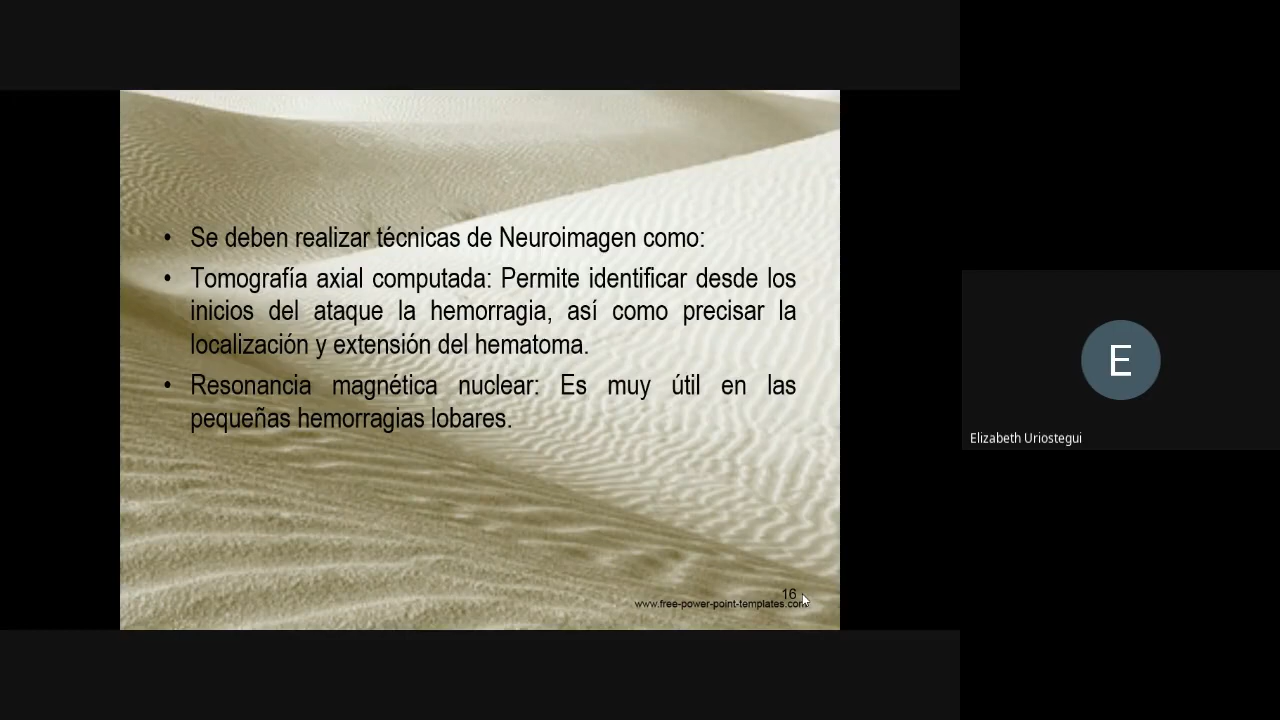 • Se deben realizar técnicas de Neuroimagen como:
• Tomografía axial computada: Permite identificar desde los
inicios del ataque la hemorragia, así como precisar la
localización y extensión del hematoma.
• Resonancia magnética nuclear: Es muy útil en las
pequeñas hemorragias lobares.
16
www.free-power-point-templates.com
E
Elizabeth Uriostegui